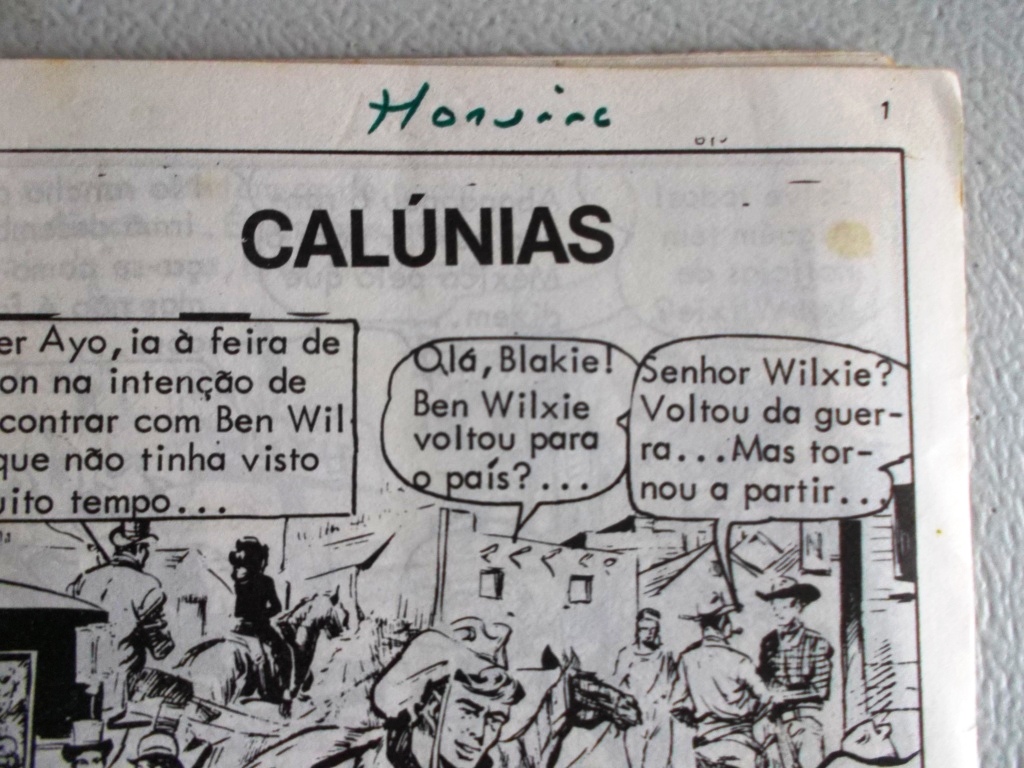 1
CALÚNIAS
er Ayo, ia à feira de
on na intenção de
contrar com Ben Wil-
que não tinha visto
uito tempo...
Olá, Blakie!
Ben Wilxie
voltou para
o país?...
Senhor Wilxie?
Voltou da guer-
ra...Mas tor-
nou a partir...